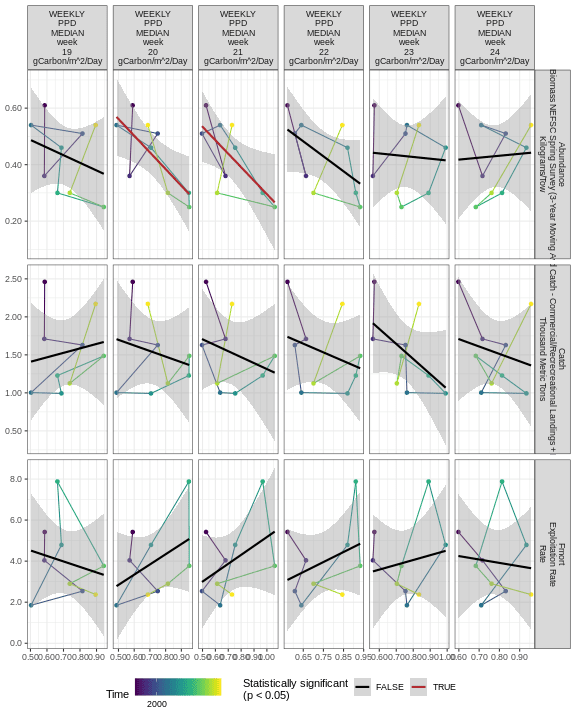 WEEKLY WEEKLY WEEKLY WEEKLY WEEKLY WEEKLY
PPD PPD PPD PPD PPD PPD
MEDIAN MEDIAN MEDIAN MEDIAN MEDIAN MEDIAN
week week week week week week
19 20 21 22 23 24
gCarbon/m^2/Day gCarbon/m^2/Day gCarbon/m^2/Day gCarbon/m^2/Day gCarbon/m^2/Day gCarbon/m^2/Day
0.60
0.40
0.20
Abundance
Biomass NEFSC Spring Survey (3-Year Moving
Kilograms/Tow
2.50
2.00
1.50
1.00
0.50
Catch
Catch - Commercial/Recrecreational Landings +
Thousand Metric Tons
8.0
6.0
4.0
2.0
0.0
Fmort
Exploitation Rate
Rate
0.50 0.60 0.70 0.80 0.90 0.50 0.60 0.70 0.80 0.90 0.50 0.60 0.70 0.80 0.90 1.00 0.65 0.75 0.85 0.95 0.60 0.70 0.80 0.90 1.00 0.60 0.70 0.80 0.90
Time
2000
Statistically significant
(p < 0.05)
FALSE
TRUE